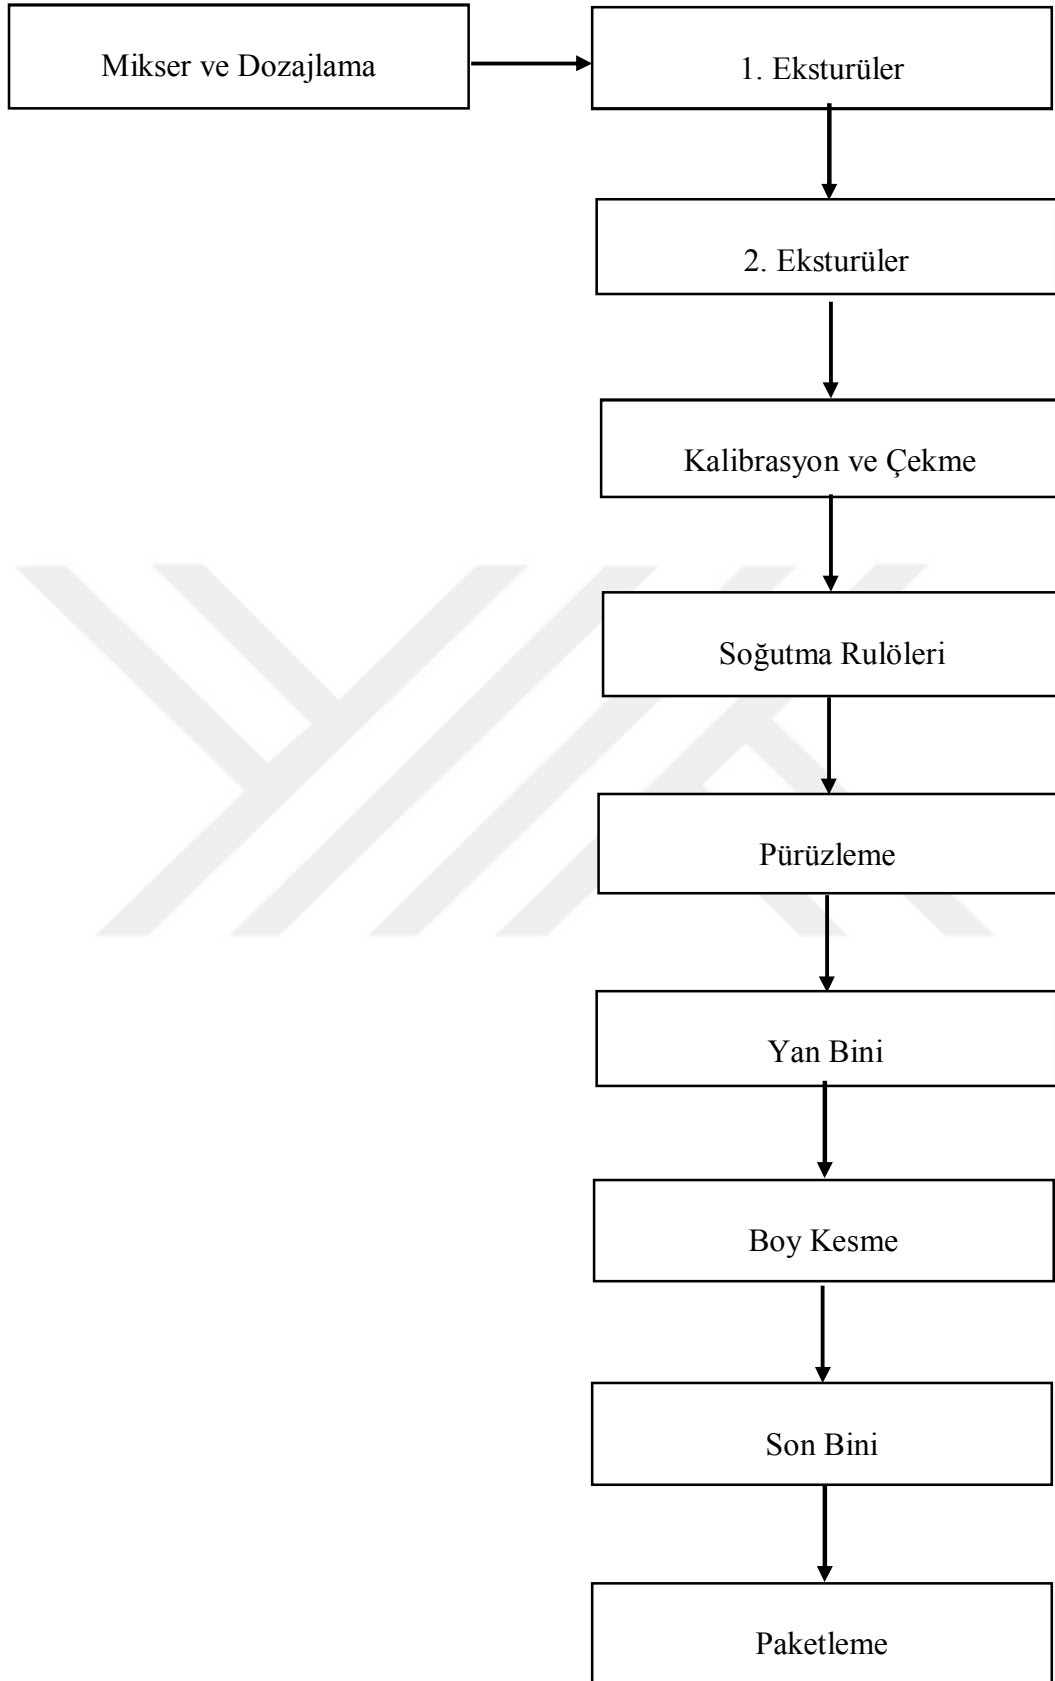 Mikser ve Dozajlama
1. Eksturüler
2. Eksturüler
Kalibrasyon ve Çekme
Soğutma Rulöleri
Pürüzleme
Yan Bini
Boy Kesme
Son Bini
Paketleme